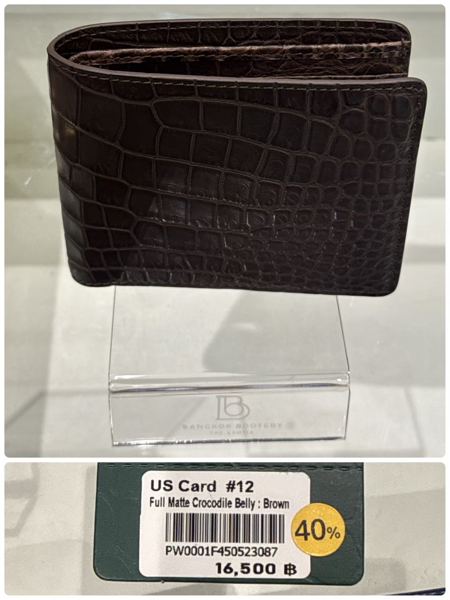 B
BANGKOK BOOTERY
US Card #12
Full Matte Crocodile Belly : Brown
40%
PW0001F450523087
16,500 ฿